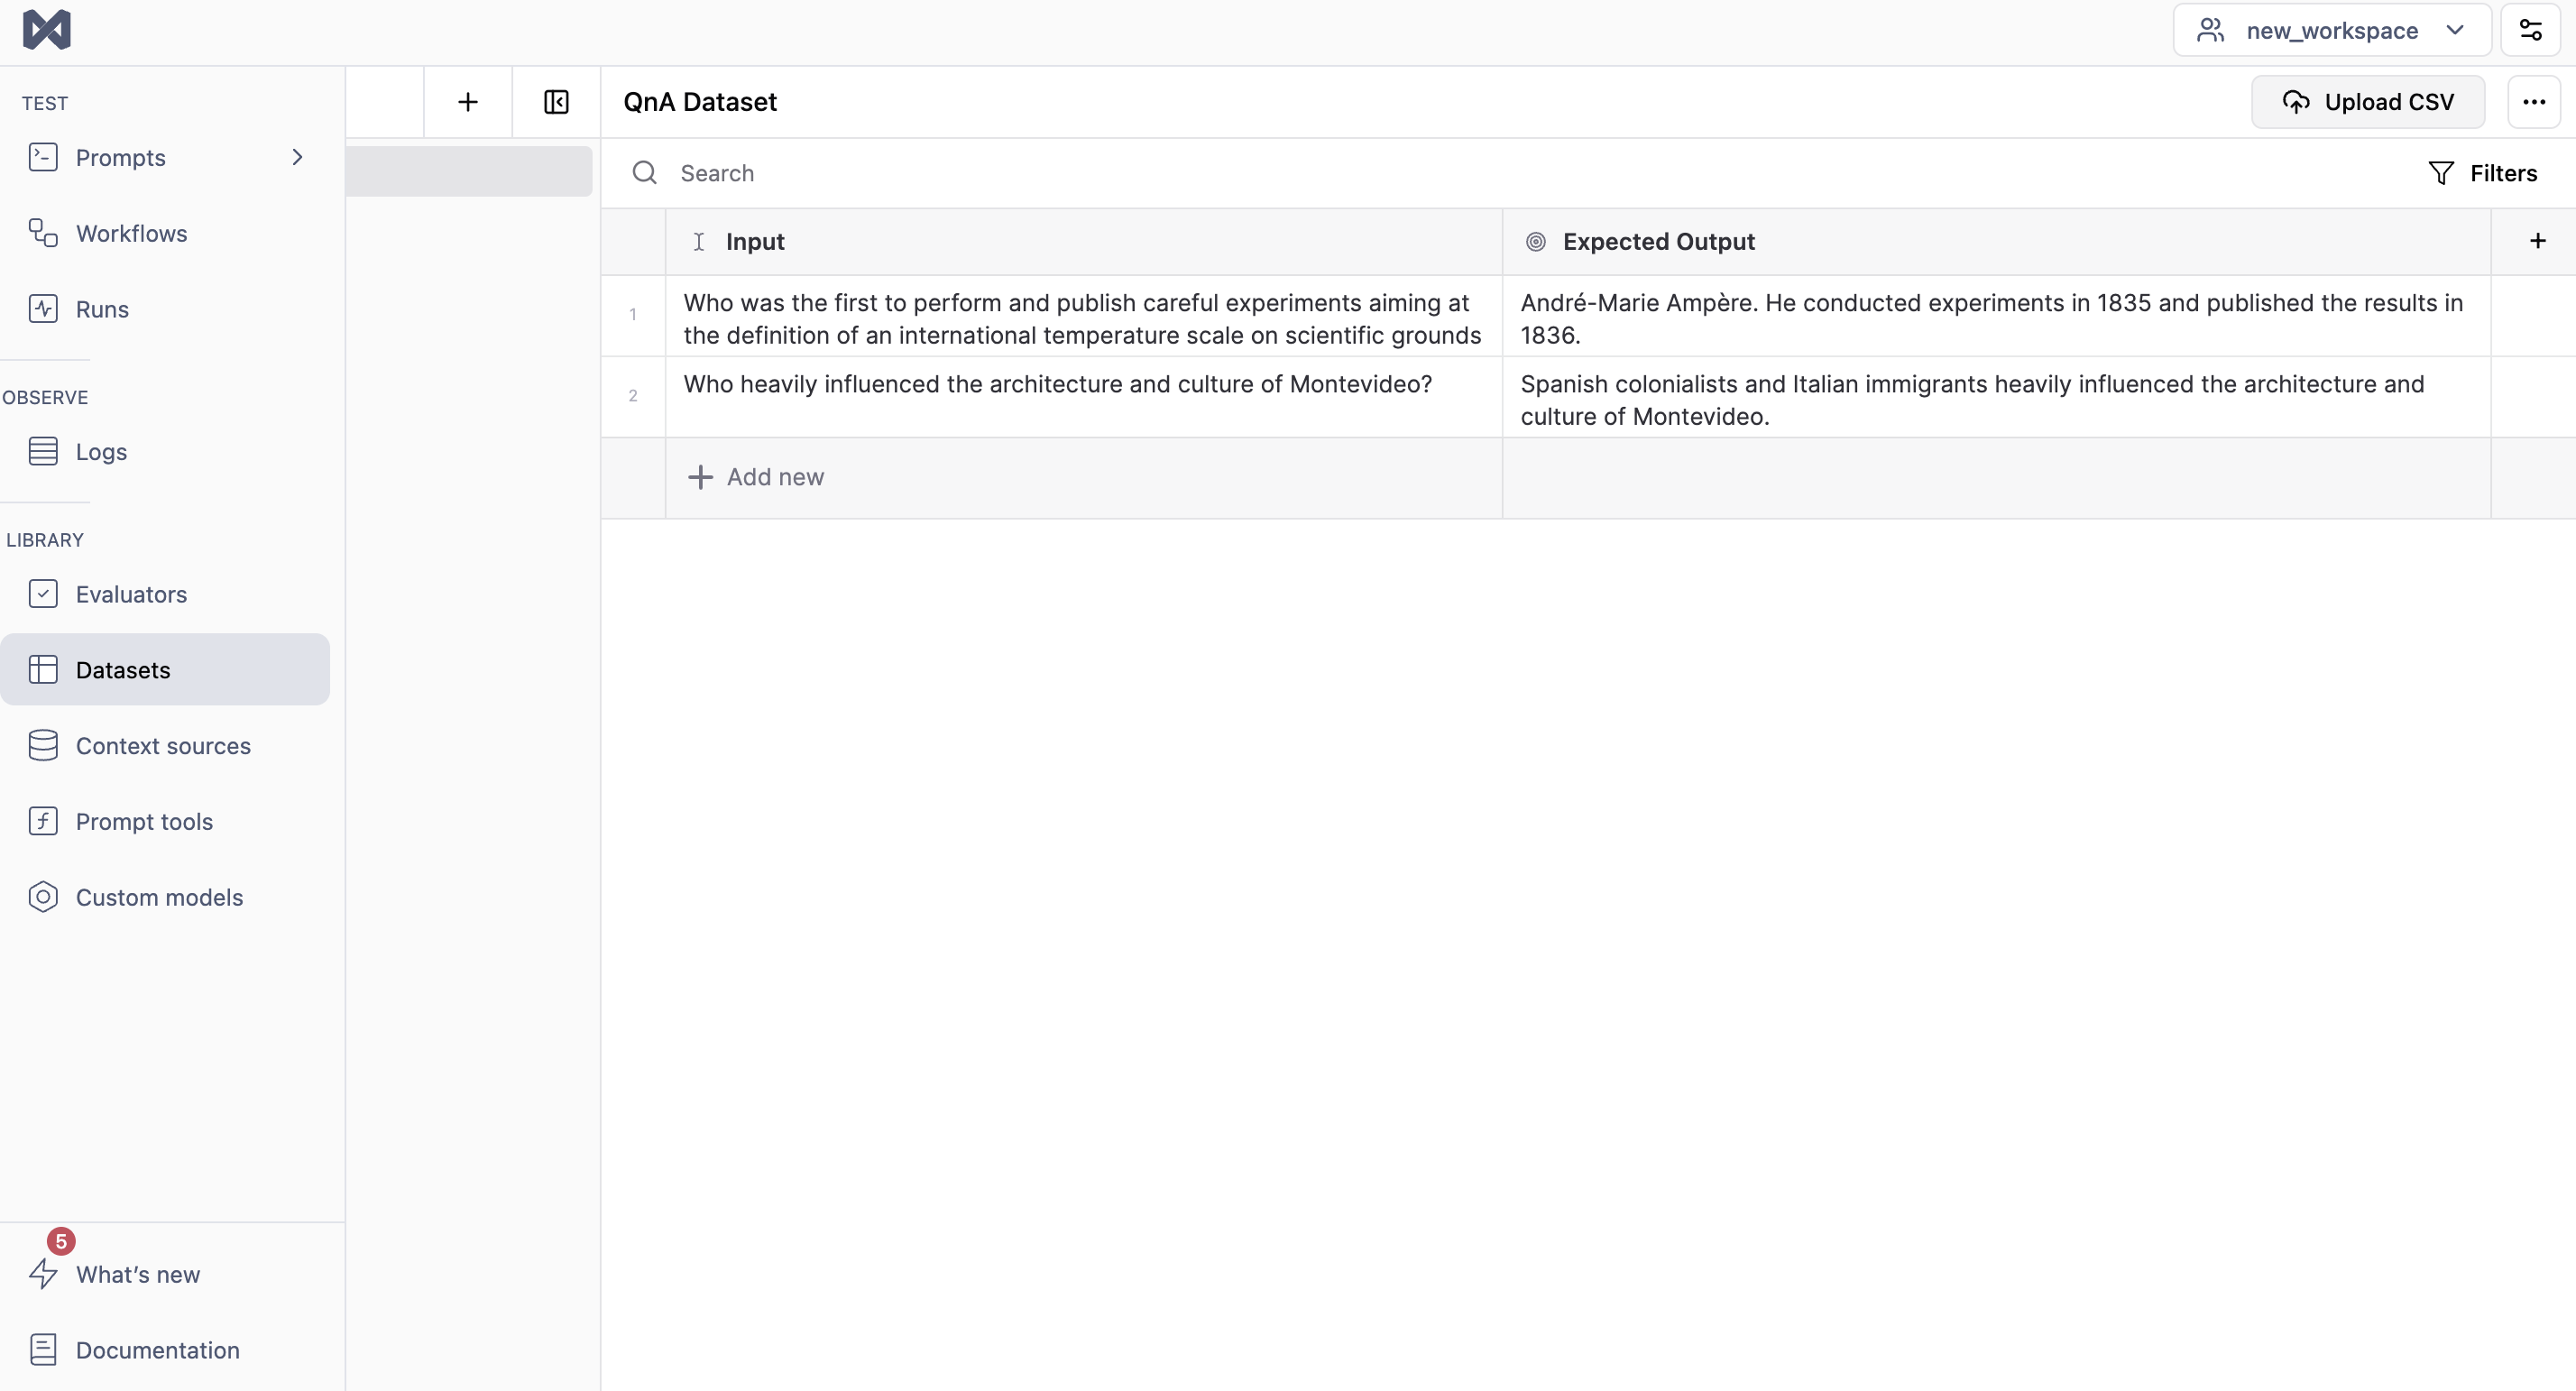 new_workspace
TEST
Prompts
Workflows
Runs
OBSERVE
Logs
LIBRARY
Evaluators
Datasets
Context sources
Prompt tools
Custom models
5
What's new
Documentation
QnA Dataset
Upload CSV
Search
Filters
Input
Expected Output
1
Who was the first to perform and publish careful experiments aiming at
the definition of an international temperature scale on scientific grounds
André-Marie Ampère. He conducted experiments in 1835 and published the results in
1836.
2
Who heavily influenced the architecture and culture of Montevideo?
Spanish colonialists and Italian immigrants heavily influenced the architecture and
culture of Montevideo.
Add new